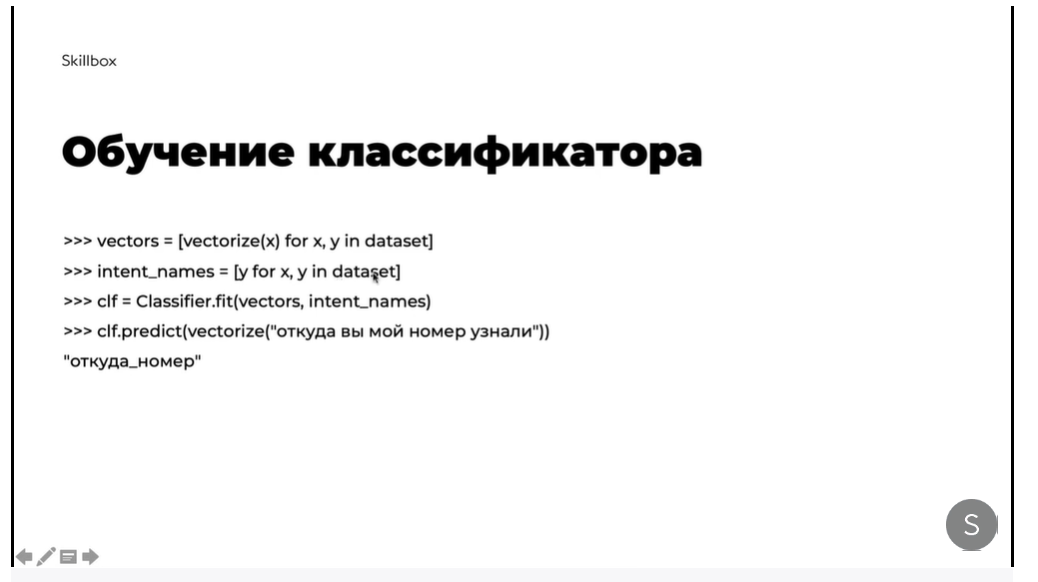 Skillbox
Обучение классификатора
>>> vectors = [vectorize(x) for x, y in dataset]
>>> intent_names = [y for x, y in dataset]
>>> clf = Classifier.fit(vectors, intent_names)
>>> clf.predict(vectorize("откуда вы мой номер узнали"))
"откуда_номер"
S